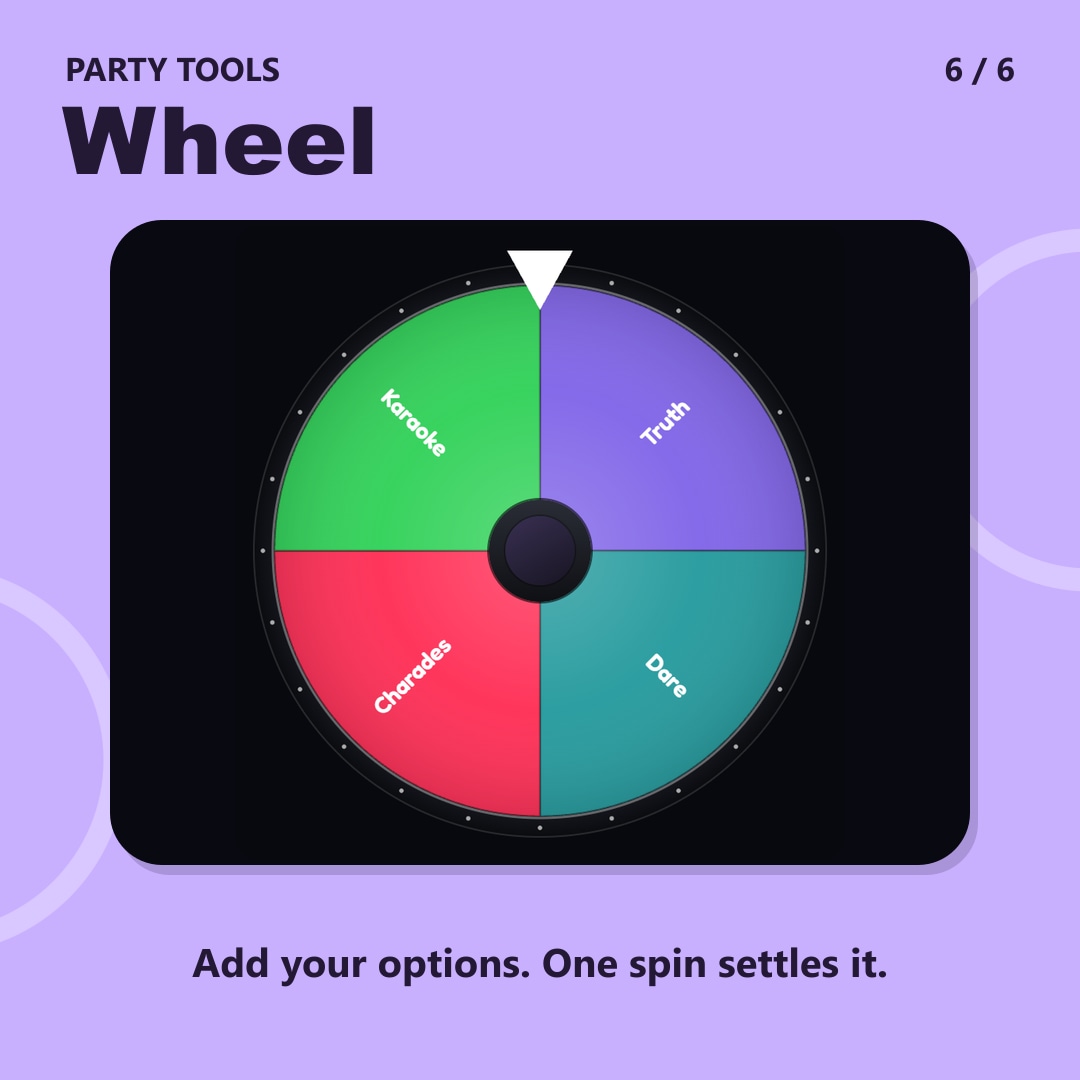 PARTY TOOLS
6 / 6
Wheel
Karaoke
Truth
Charades
Dare
Add your options. One spin settles it.